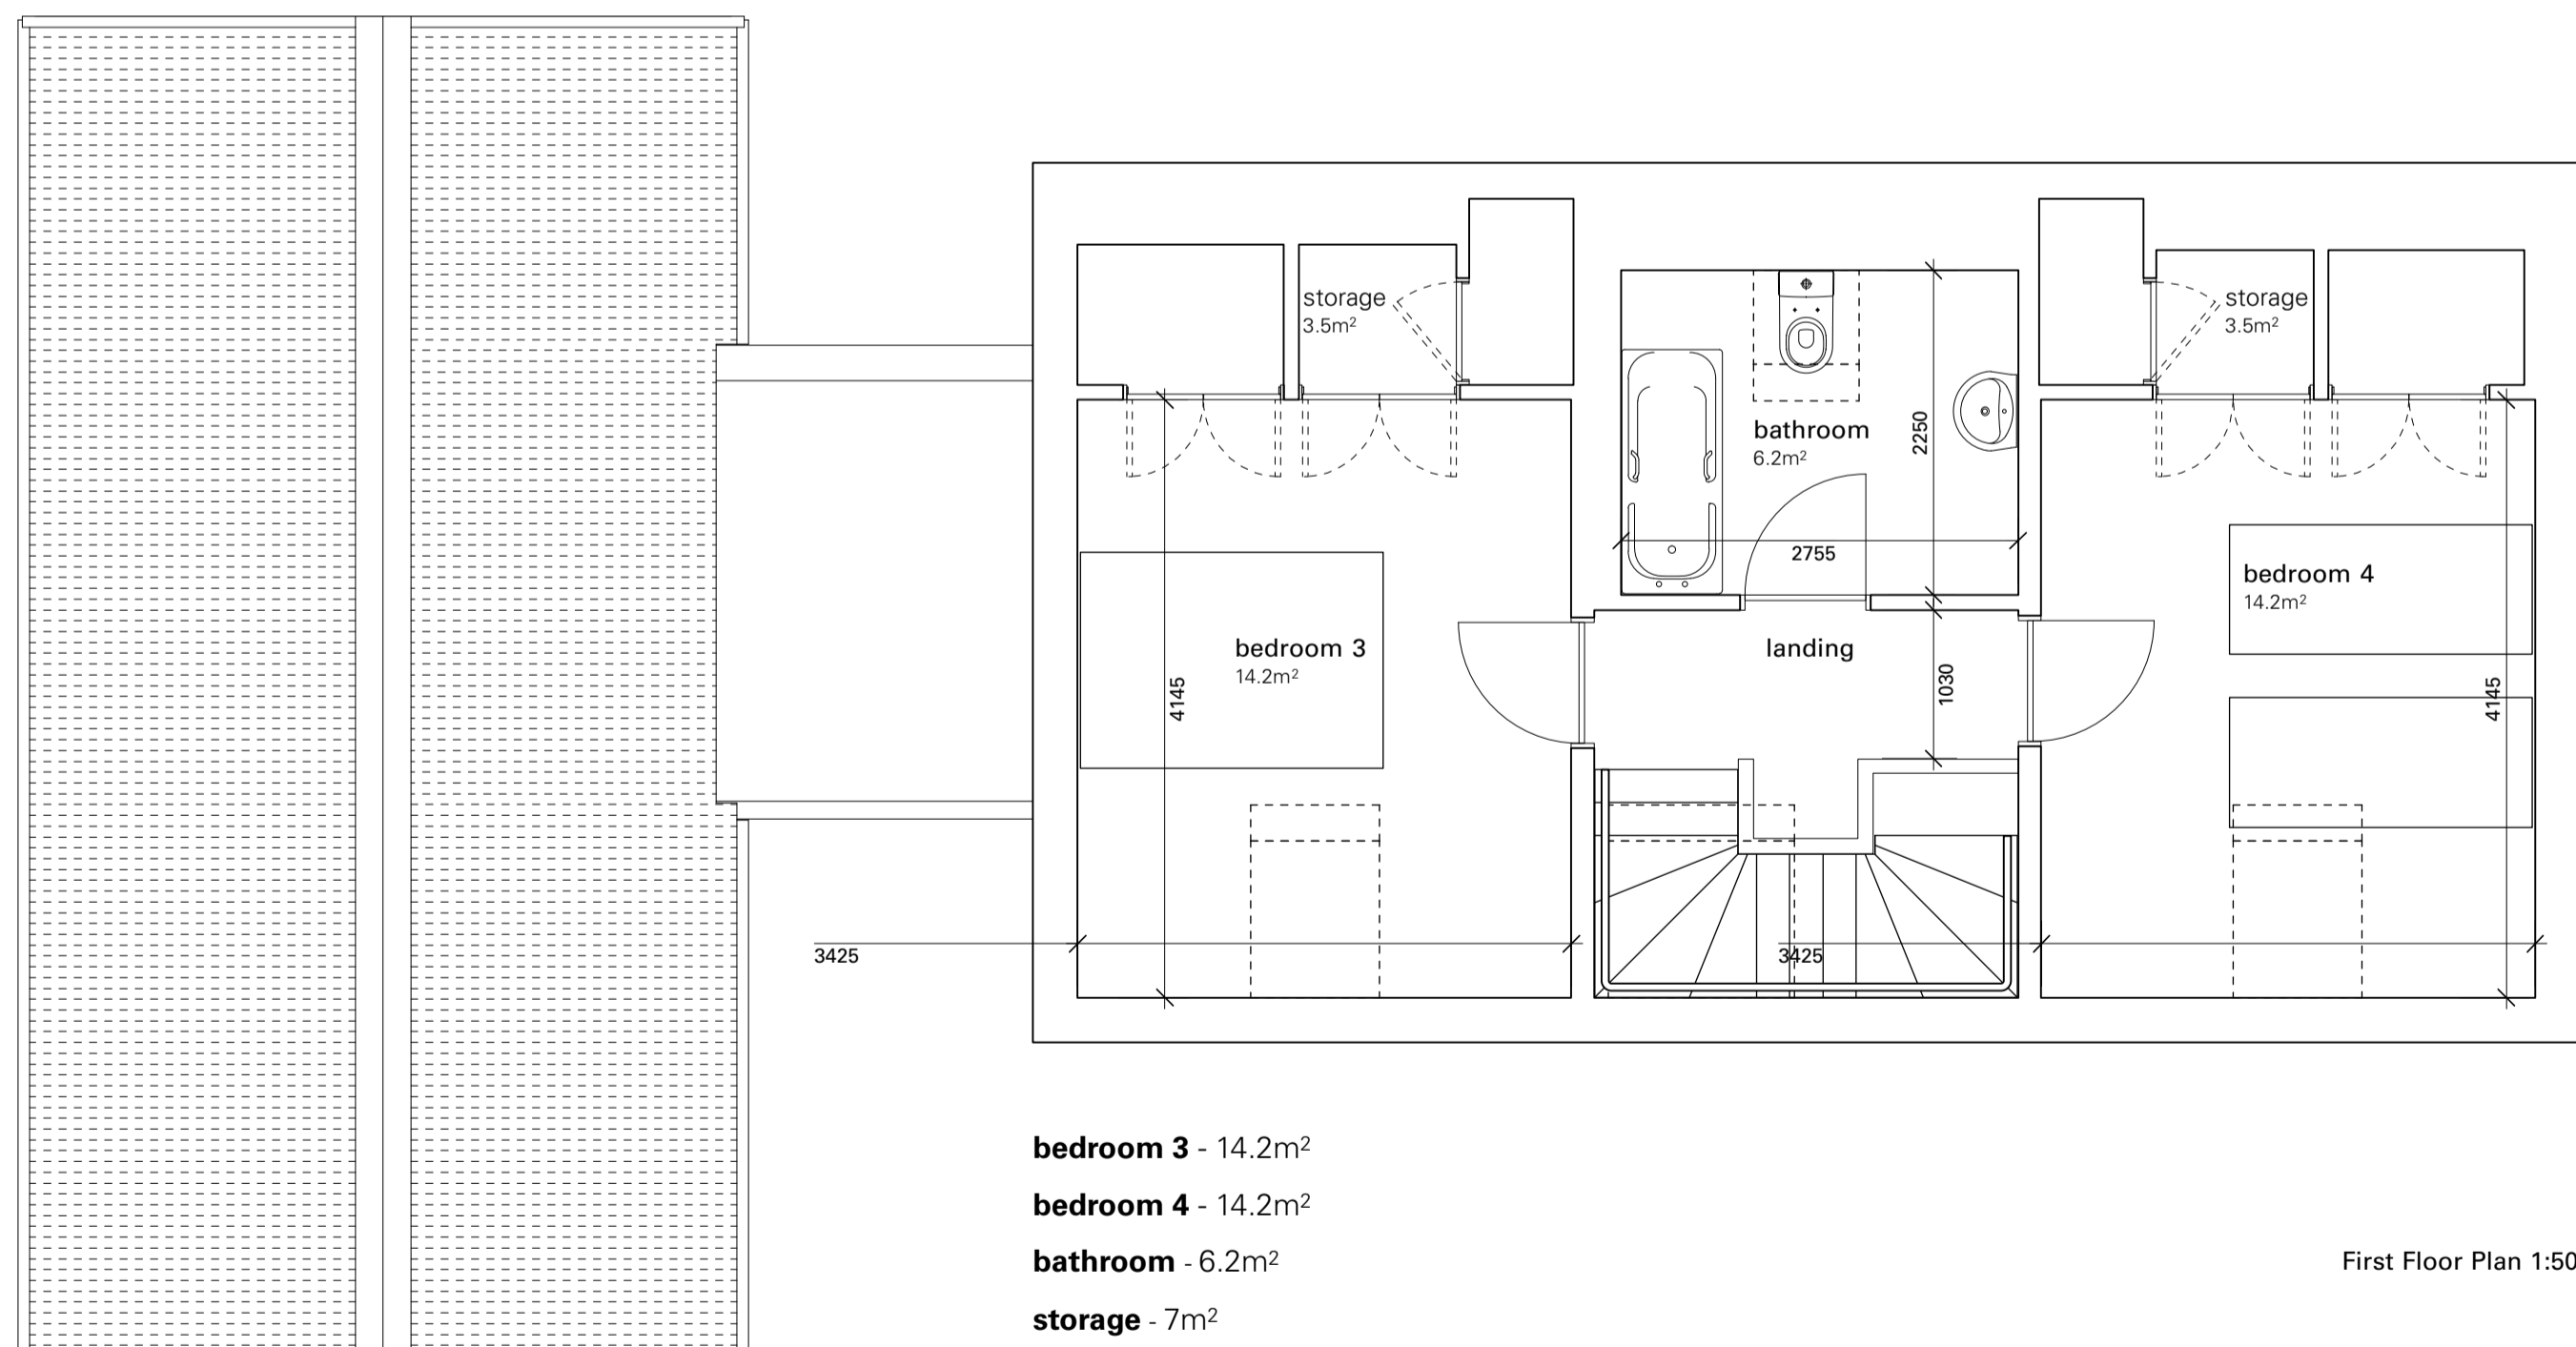 storage
3.5m²
storage
3.5m²
bathroom
6.2m²
2250
2755
bedroom 4
14.2m²
bedroom 3
14.2m²
landing
4145
1030
4145
3425
3425
bedroom 3 - 14.2m²
bedroom 4 - 14.2m²
bathroom - 6.2m²
First Floor Plan 1:50
storage - 7m²